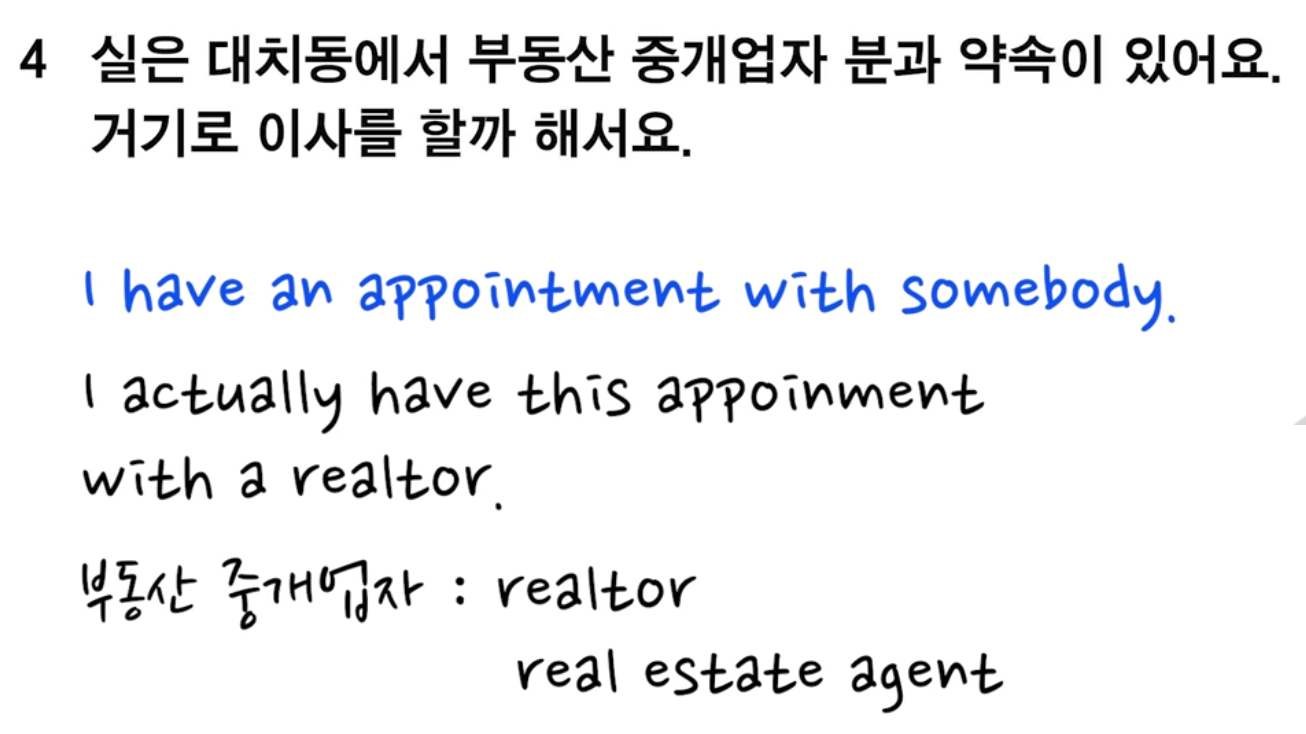 4 실은 대치동에서 부동산 중개업자 분과 약속이 있어요.
거기로 이사를 할까 해서요.
I have an appointment with somebody.
I actually have this appoinment
with a realtor.
부동산 중개업자 : realtor
real estate agent